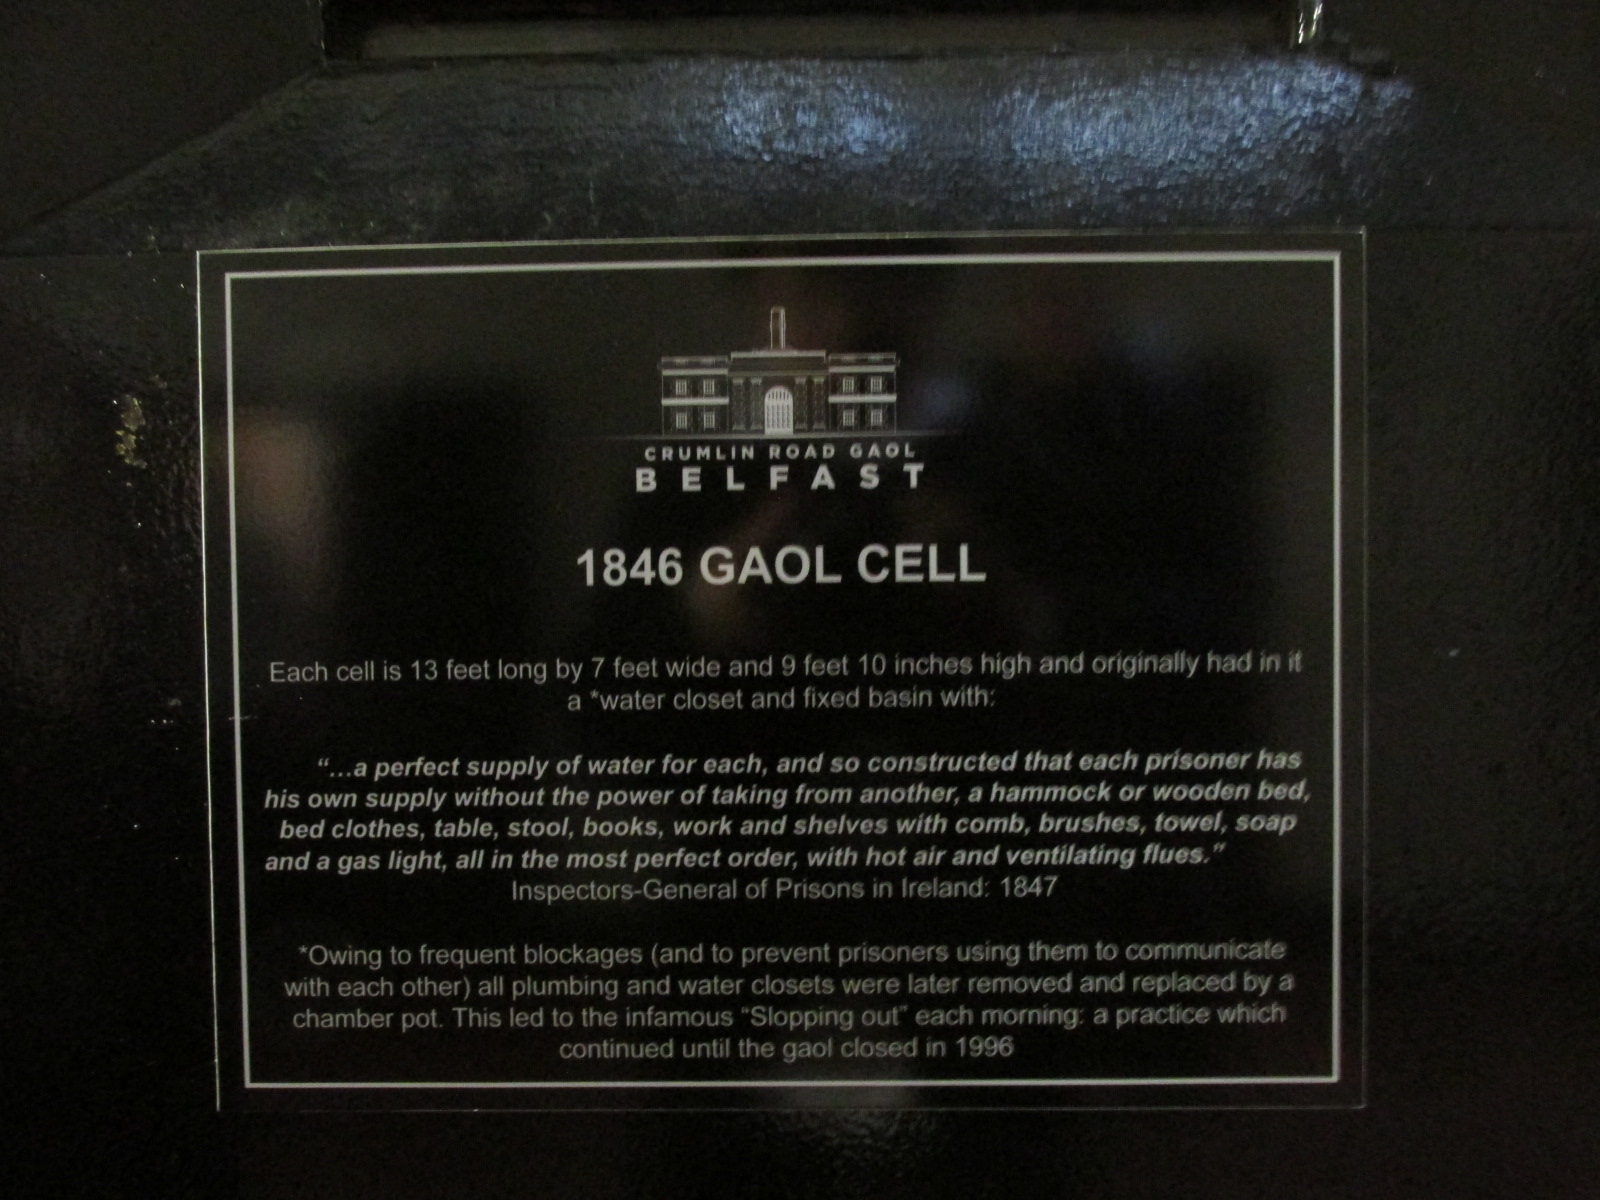 CRUMLIN ROAD GAOL
BELFAST
1846 GAOL CELL
Each cell is 13 feet long by 7 feet wide and 9 feet 10 inches high and originally had in it
a *water closet and fixed basin with:
“...a perfect supply of water for each, and so constructed that each prisoner has
his own supply without the power of taking from another, a hammock or wooden bed,
bed clothes, table, stool, books, work and shelves with comb, brushes, towel, soap
and a gas light, all in the most perfect order, with hot air and ventilating flues.”
Inspectors-General of Prisons in Ireland: 1847
*Owing to frequent blockages (and to prevent prisoners using them to communicate
with each other) all plumbing and water closets were later removed and replaced by a
chamber pot. This led to the infamous “Slopping out” each morning: a practice which
continued until the gaol closed in 1996